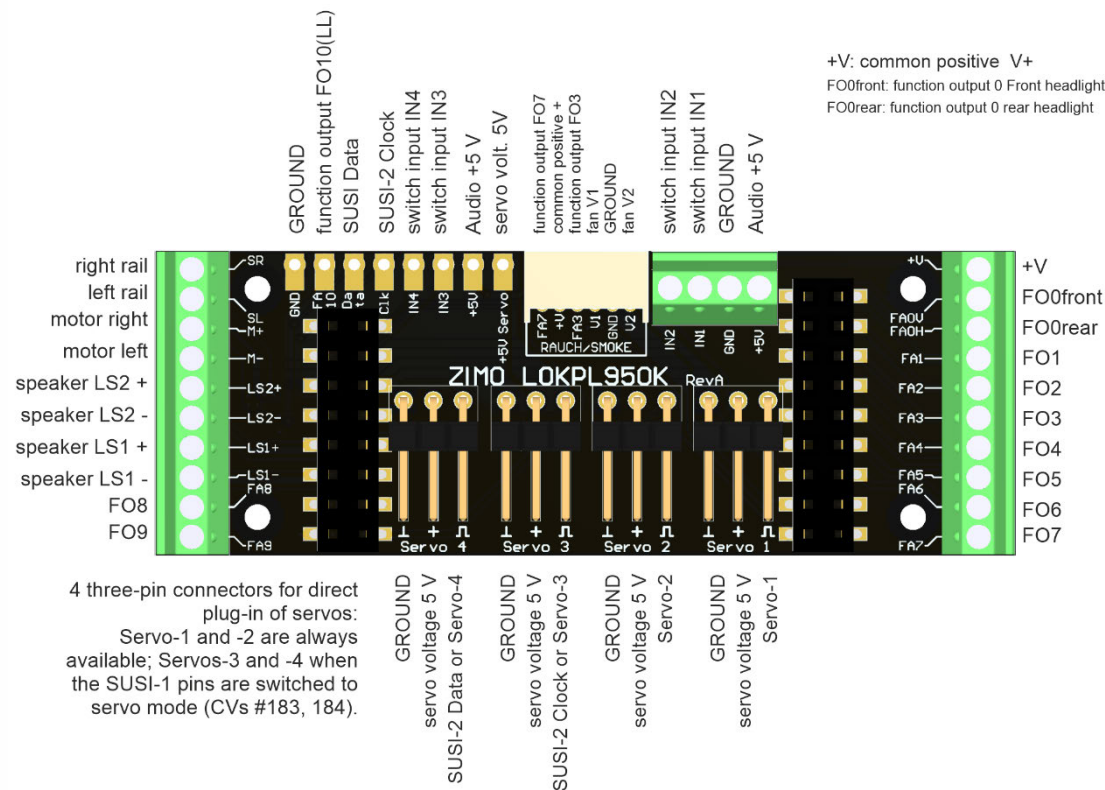 +V: common positive V+
FO0front: function output 0 Front headlight
FO0rear: function output 0 rear headlight
GROUND
function output FO10(LL)
SUSI Data
SUSI-2 Clock
switch input IN4
switch input IN3
Audio +5 V
servo volt. 5V
function output FO7
common positive +
function output FO3
fan V1
GROUND
fan V2
switch input IN2
switch input IN1
GROUND
Audio +5 V
right rail
left rail
motor right
motor left
speaker LS2 +
speaker LS2 -
speaker LS1 +
speaker LS1 -
FO8
FO9
SR
SL
M+
M-
LS2+
LS2-
LS1+
LS1-
FA8
FA9
GND
FA
10
Da
ta
Clk
IN4
IN3
+5V
+5V Servo
FA7
+V
FA3
V1
GND
V2
RAUCH/SMOKE
IN2
IN1
GND
+5V
ZIMO LOKPL950K RevA
⊥ + ⊓
Servo 4
⊥ + ⊓
Servo 3
⊥ + ⊓
Servo 2
⊥ + ⊓
Servo 1
+V
FA0V
FA0H
FA1
FA2
FA3
FA4
FA5
FA6
FA7
+V
FO0front
FO0rear
FO1
FO2
FO3
FO4
FO5
FO6
FO7
4 three-pin connectors for direct
plug-in of servos:
Servo-1 and -2 are always
available; Servos-3 and -4 when
the SUSI-1 pins are switched to
servo mode (CVs #183, 184).
GROUND
servo voltage 5 V
SUSI-2 Data or Servo-4
GROUND
servo voltage 5 V
SUSI-2 Clock or Servo-3
GROUND
servo voltage 5 V
Servo-2
GROUND
servo voltage 5 V
Servo-1